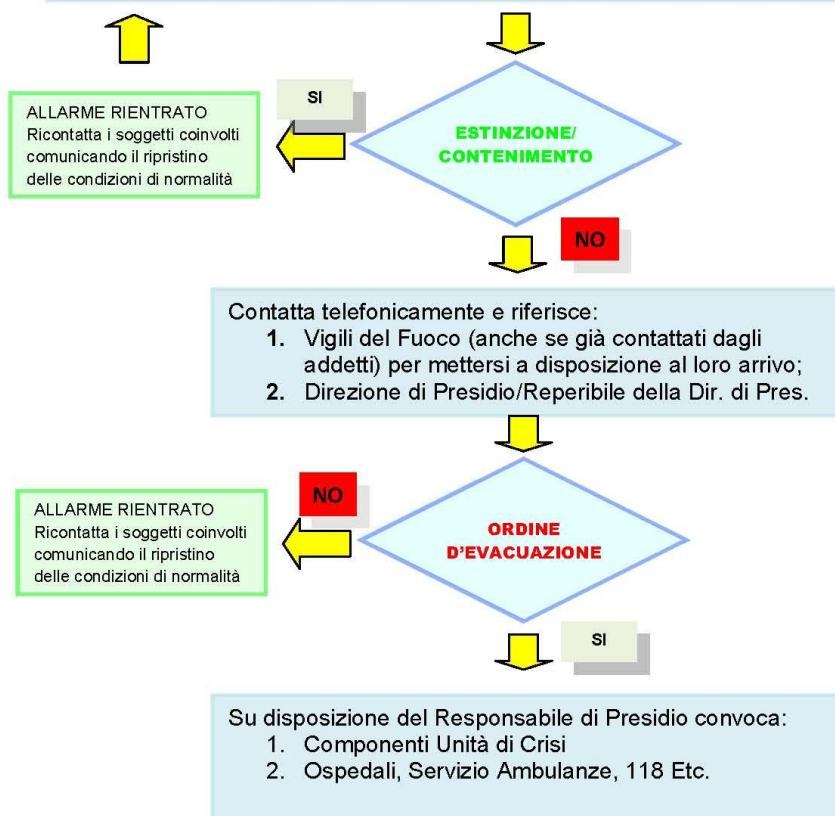 SI
ALLARME RIENTRATO
Ricontatta i soggetti coinvolti
comunicando il ripristino
delle condizioni di normalità
ESTINZIONE/
CONTENIMENTO
NO
Contatta telefonicamente e riferisce:
1. Vigili del Fuoco (anche se già contattati dagli
addetti) per mettersi a disposizione al loro arrivo;
2. Direzione di Presidio/Reperibile della Dir. di Pres.
NO
ALLARME RIENTRATO
Ricontatta i soggetti coinvolti
comunicando il ripristino
delle condizioni di normalità
ORDINE
D'EVACUAZIONE
SI
Su disposizione del Responsabile di Presidio convoca:
1. Componenti Unità di Crisi
2. Ospedali, Servizio Ambulanze, 118 Etc.